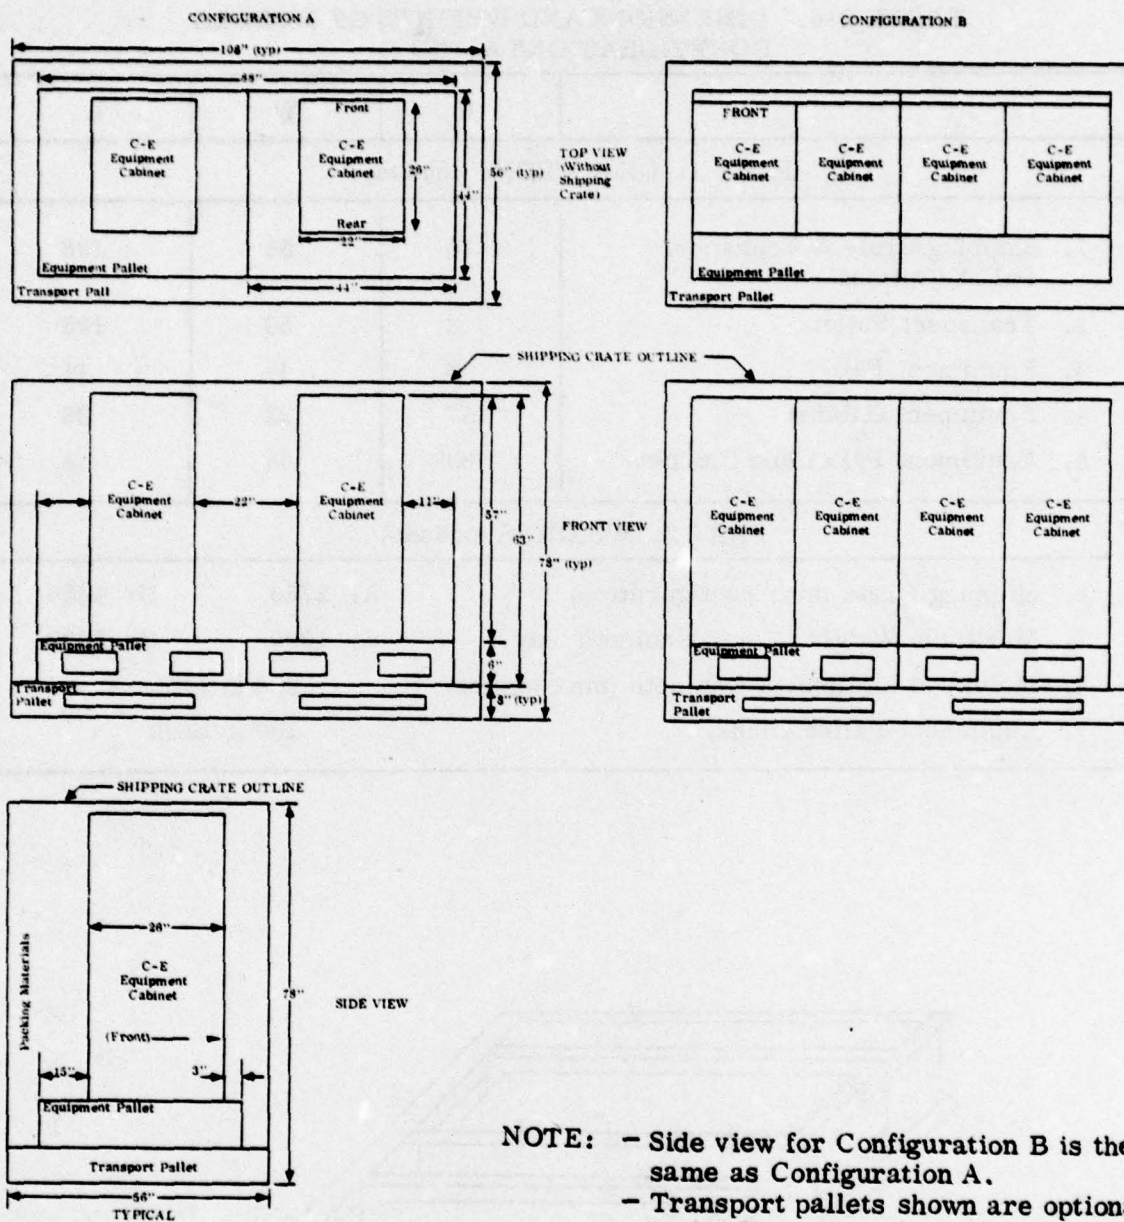 CONFIGURATION A
108" (typ)
88"
Front
C-E
Equipment
Cabinet
C-E
Equipment
Cabinet
26"
Rear
22"
44"
56" (typ)
Equipment Pallet
44"
Transport Pall
TOP VIEW
(Without
Shipping
Crate)
CONFIGURATION B
FRONT
C-E
Equipment
Cabinet
C-E
Equipment
Cabinet
C-E
Equipment
Cabinet
C-E
Equipment
Cabinet
Equipment Pallet
Transport Pallet
SHIPPING CRATE OUTLINE
C-E
Equipment
Cabinet
22"
C-E
Equipment
Cabinet
11"
57"
63"
78" (typ)
Equipment Pallet
6"
Transport
Pallet
8" (typ)
FRONT VIEW
C-E
Equipment
Cabinet
C-E
Equipment
Cabinet
C-E
Equipment
Cabinet
C-E
Equipment
Cabinet
Equipment Pallet
Transport
Pallet
SHIPPING CRATE OUTLINE
26"
C-E
Equipment
Cabinet
Packing Materials
(Front)
15"
3"
78"
Equipment Pallet
Transport Pallet
56"
TYPICAL
SIDE VIEW
NOTE: - Side view for Configuration B is the
same as Configuration A.
- Transport pallets shown are option